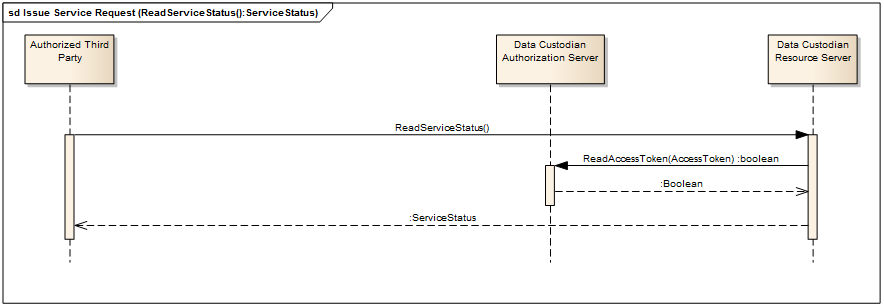 sd Issue Service Request (ReadServiceStatus():ServiceStatus)
Authorized Third
Party
Data Custodian
Authorization Server
Data Custodian
Resource Server
ReadServiceStatus()
ReadAccessToken(AccessToken) :boolean
:Boolean
:ServiceStatus